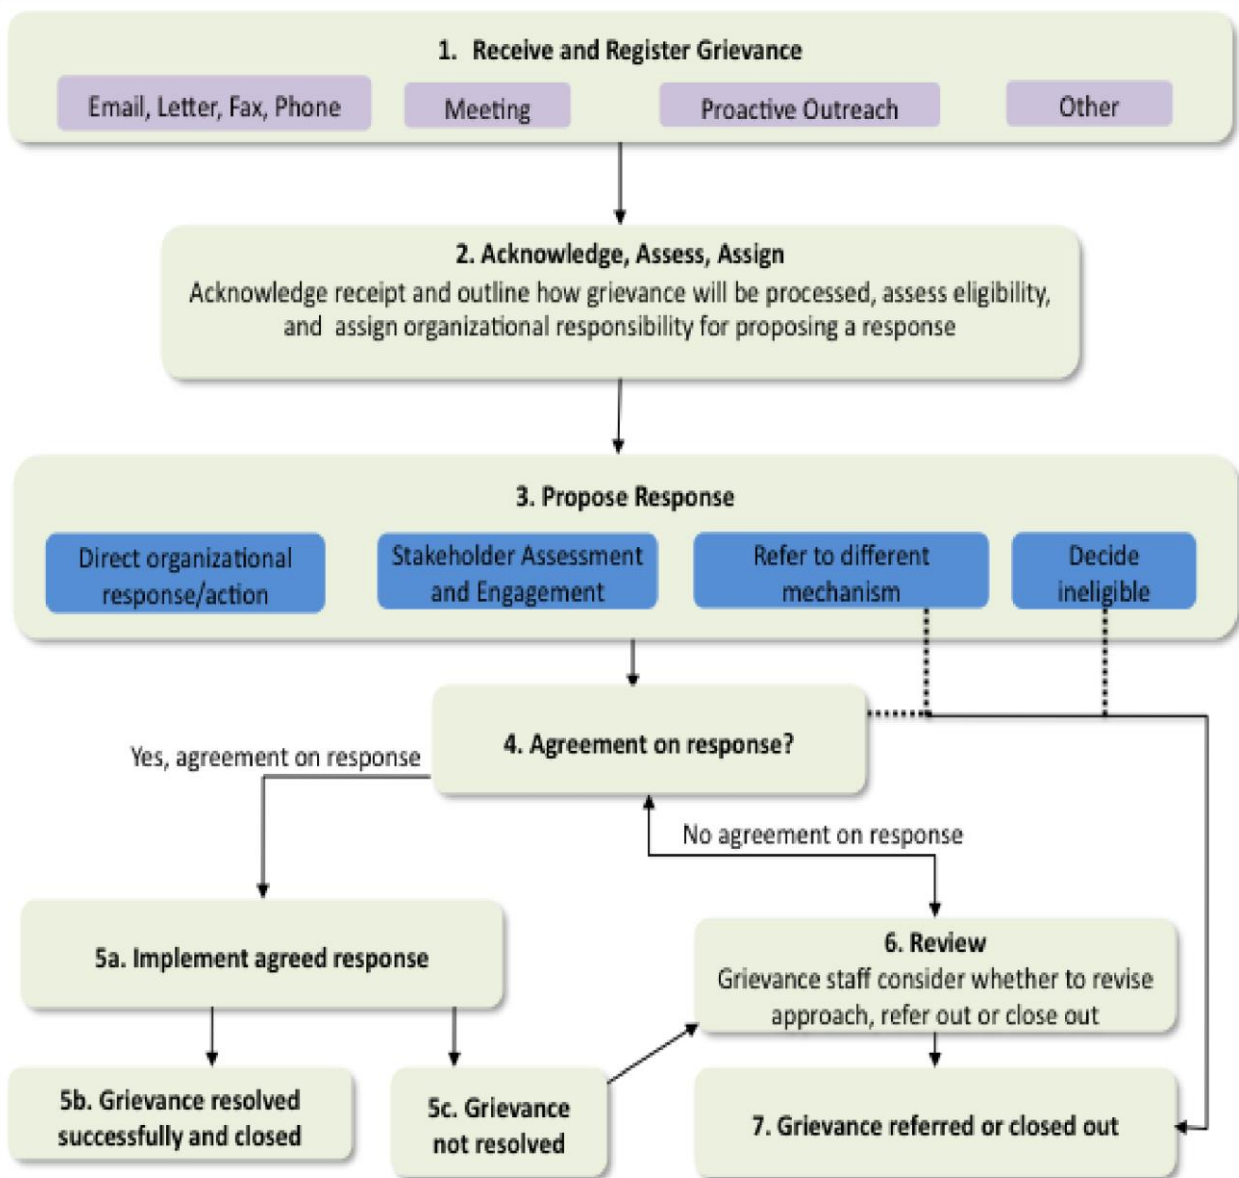 1. Receive and Register Grievance
Email, Letter, Fax, Phone
Meeting
Proactive Outreach
Other
2. Acknowledge, Assess, Assign
Acknowledge receipt and outline how grievance will be processed, assess eligibility,
and assign organizational responsibility for proposing a response
3. Propose Response
Direct organizational
response/action
Stakeholder Assessment
and Engagement
Refer to different
mechanism
Decide
ineligible
4. Agreement on response?
Yes, agreement on response
No agreement on response
5a. Implement agreed response
6. Review
Grievance staff consider whether to revise
approach, refer out or close out
5b. Grievance resolved
successfully and closed
5c. Grievance
not resolved
7. Grievance referred or closed out